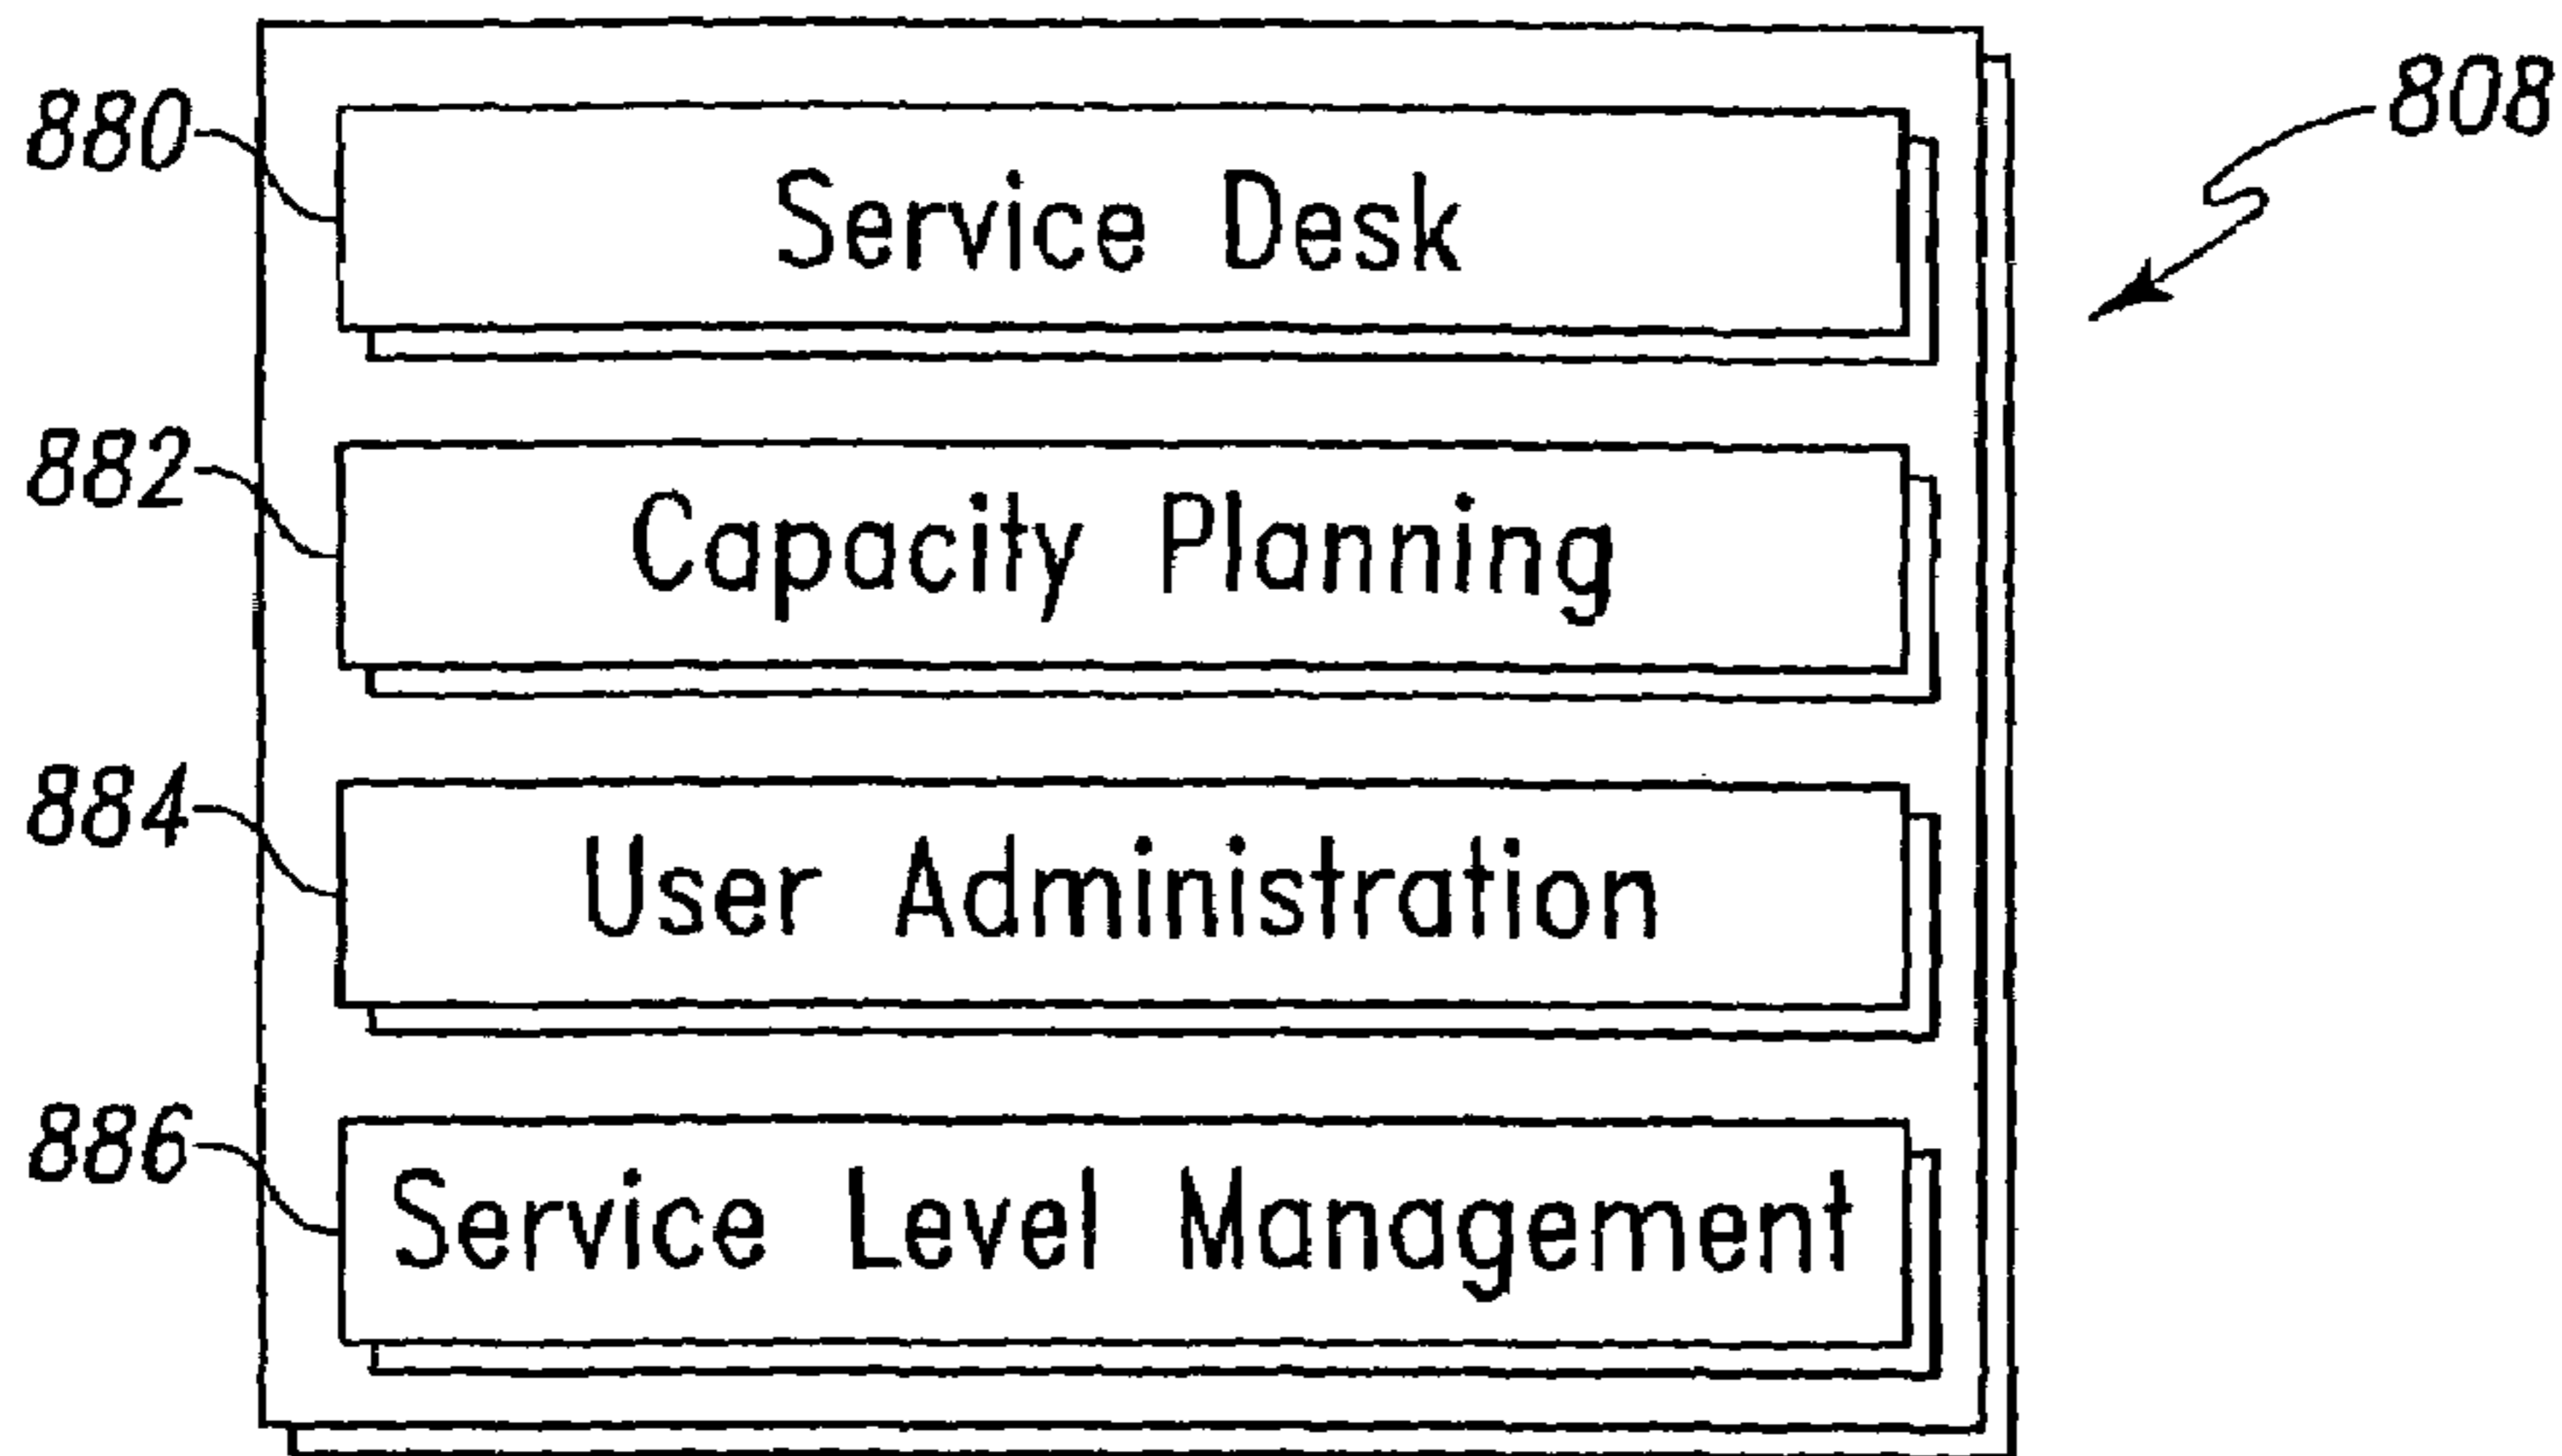 808
880
Service Desk
882
Capacity Planning
884
User Administration
886
Service Level Management